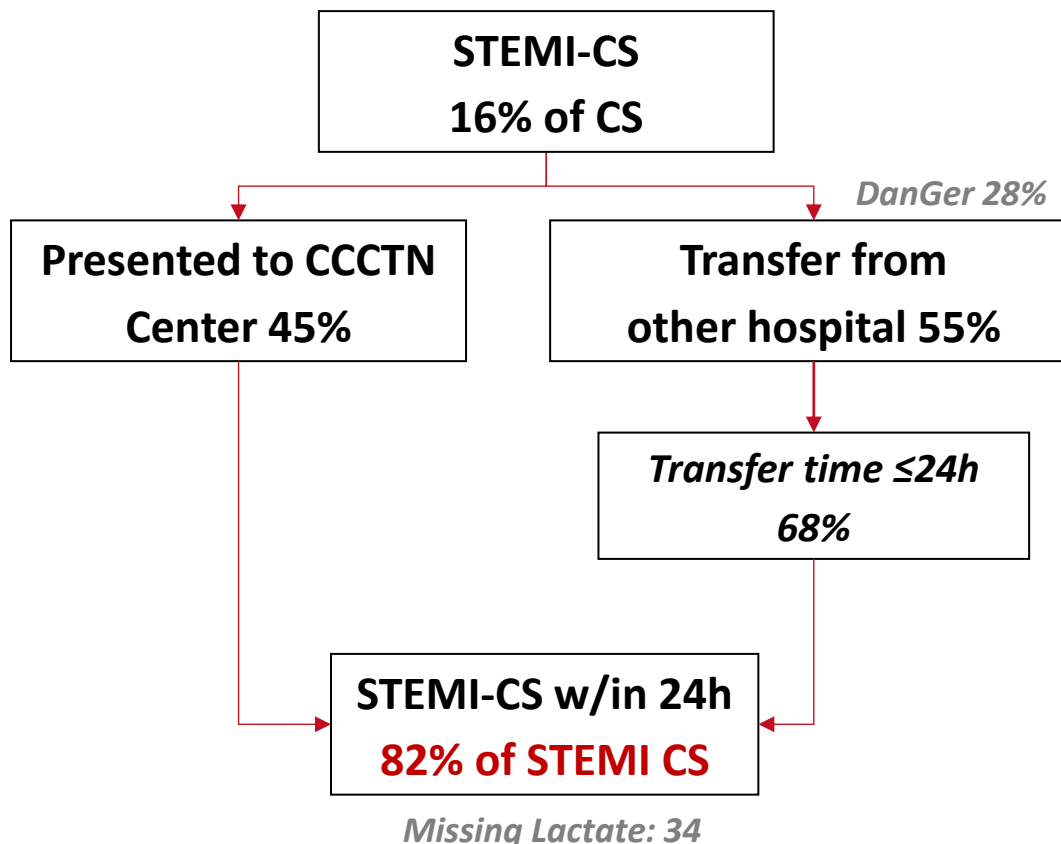 STEMI-CS
16% of CS
DanGer 28%
Presented to CCCTN
Center 45%
Transfer from
other hospital 55%
Transfer time ≤24h
68%
STEMI-CS w/in 24h
82% of STEMI CS
Missing Lactate: 34